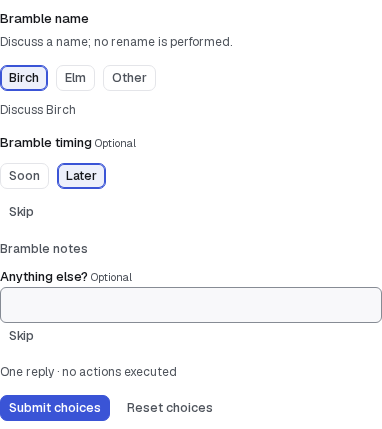 Bramble name
Discuss a name; no rename is performed.
Birch Elm Other
Discuss Birch
Bramble timing Optional
Soon Later
Skip
Bramble notes
Anything else? Optional
Skip
One reply · no actions executed
Submit choices Reset choices